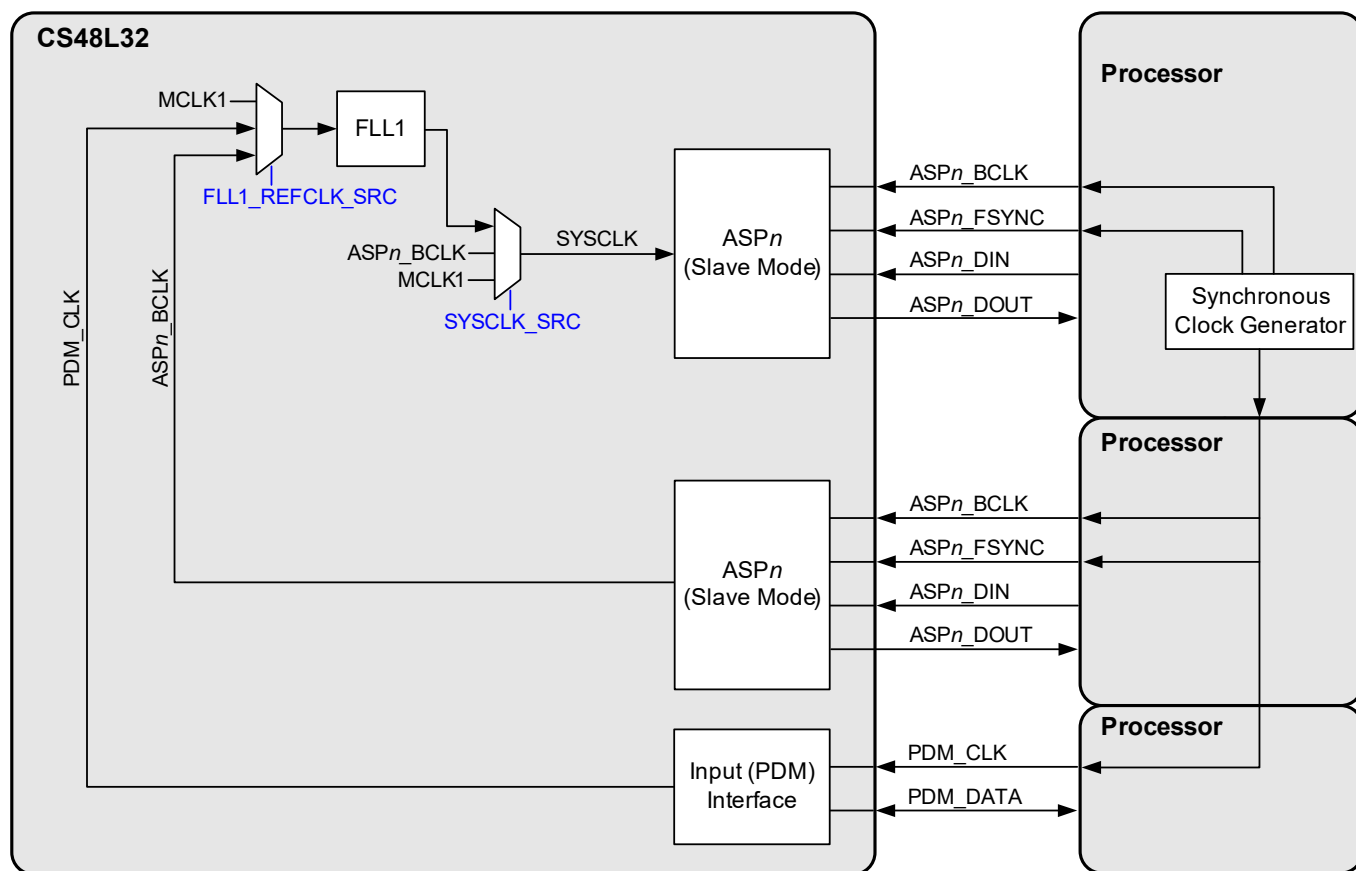 CS48L32
Processor
MCLK1
FLL1
FLL1_REFCLK_SRC
ASPn_BCLK
ASPn_FSYNC
ASPn_DIN
ASPn_DOUT
ASPn
(Slave Mode)
SYSCLK
ASPn_BCLK
MCLK1
SYSCLK_SRC
Synchronous
Clock Generator
PDM_CLK
ASPn_BCLK
Processor
ASPn_BCLK
ASPn_FSYNC
ASPn_DIN
ASPn_DOUT
ASPn
(Slave Mode)
Processor
Input (PDM)
Interface
PDM_CLK
PDM_DATA